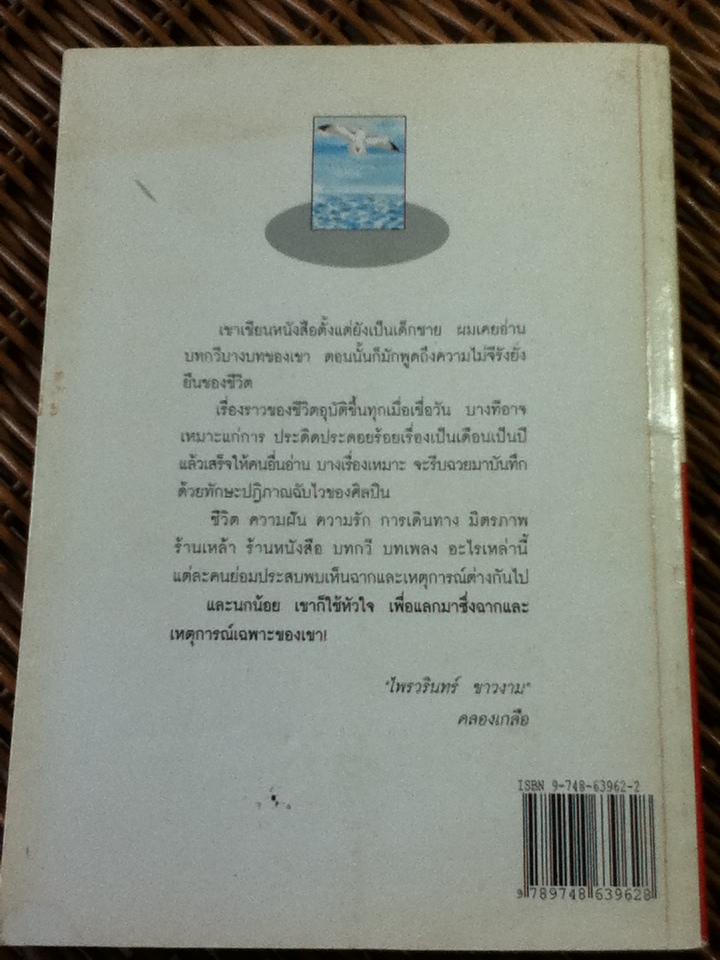 เขาเขียนหนังสือตั้งแต่ยังเป็นเด็กชาย ผมเคยอ่าน
บทกวีบางบทของเขา ตอนนั้นก็มักพูดถึงความไม่จีรังยั่ง
ยืนของชีวิต
เรื่องราวของชีวิตอุบัติขึ้นทุกเมื่อเชื่อวัน บางทีอาจ
เหมาะแก่การ ประดิดประดอยร้อยเรื่องเป็นเดือนเป็นปี
แล้วเสร็จให้คนอื่นอ่าน บางเรื่องเหมาะ จะรีบฉวยมาบันทึก
ด้วยทักษะปฏิภาณฉับไวของศิลปิน
ชีวิต ความฝัน ความรัก การเดินทาง มิตรภาพ
ร้านเหล้า ร้านหนังสือ บทกวี บทเพลง อะไรเหล่านี้
แต่ละคนย่อมประสบพบเห็นฉากและเหตุการณ์ต่างกันไป
และนกน้อย เขาก็ใช้หัวใจ เพื่อแลกมาซึ่งฉากและ
เหตุการณ์เฉพาะของเขา!
"ไพรวรินทร์ ขาวงาม"
คลองเกลือ
ISBN 9-748-63962-2
9 789748 639628